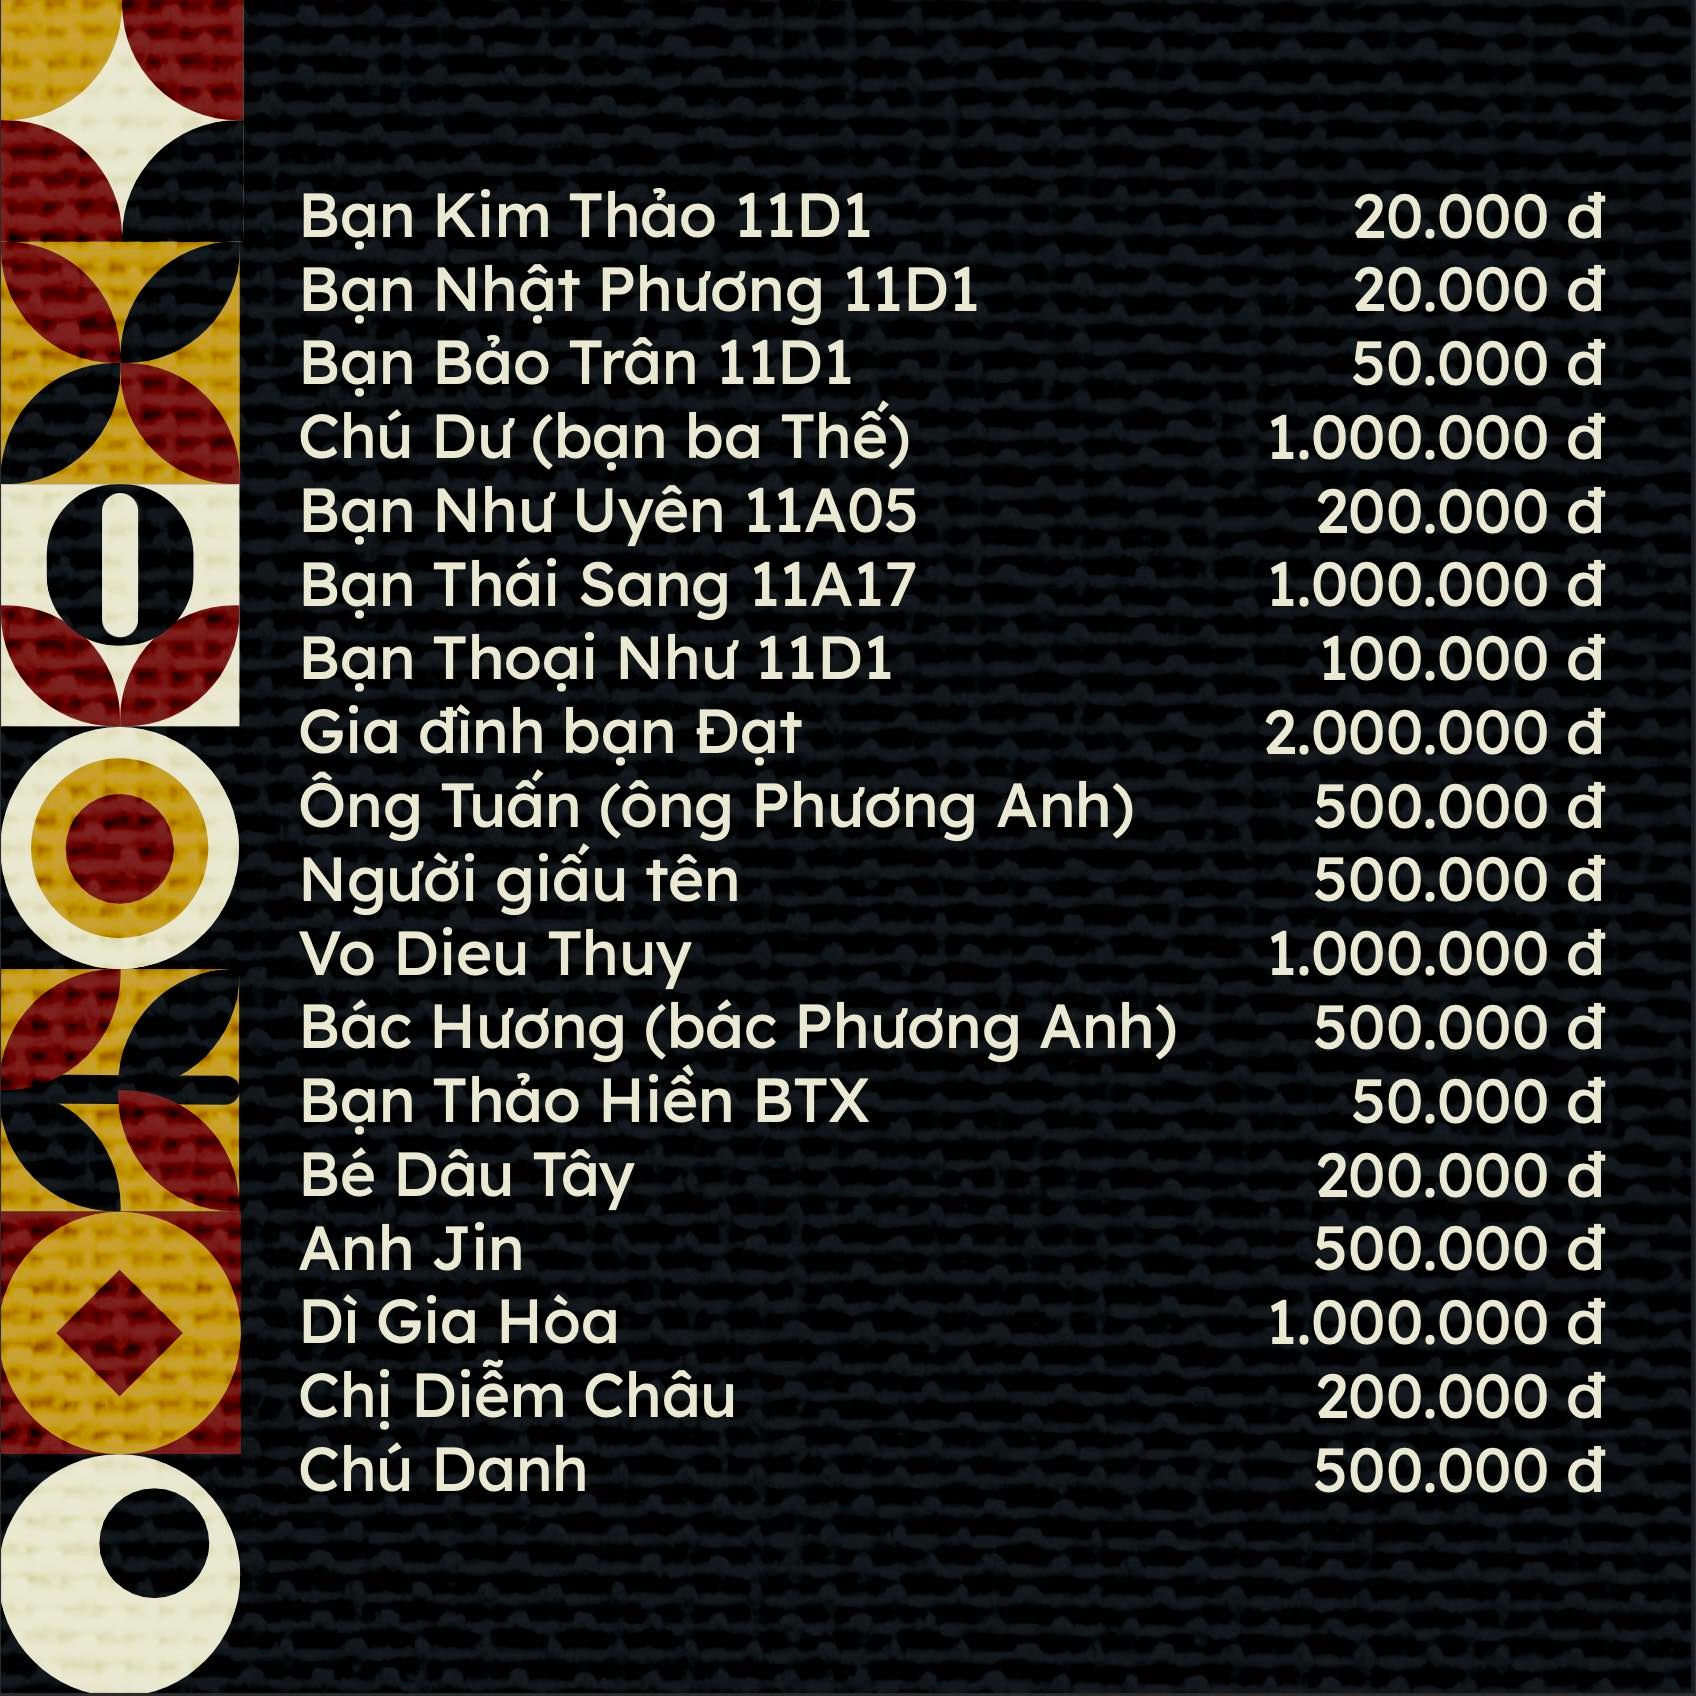 Bạn Kim Thảo 11D1 20.000 đ
Bạn Nhật Phương 11D1 20.000 đ
Bạn Bảo Trân 11D1 50.000 đ
Chú Dư (bạn ba Thế) 1.000.000 đ
Bạn Như Uyên 11A05 200.000 đ
Bạn Thái Sang 11A17 1.000.000 đ
Bạn Thoại Như 11D1 100.000 đ
Gia đình bạn Đạt 2.000.000 đ
Ông Tuấn (ông Phương Anh) 500.000 đ
Người giấu tên 500.000 đ
Vo Dieu Thuy 1.000.000 đ
Bác Hương (bác Phương Anh) 500.000 đ
Bạn Thảo Hiền BTX 50.000 đ
Bé Dâu Tây 200.000 đ
Anh Jin 500.000 đ
Dì Gia Hòa 1.000.000 đ
Chị Diễm Châu 200.000 đ
Chú Danh 500.000 đ